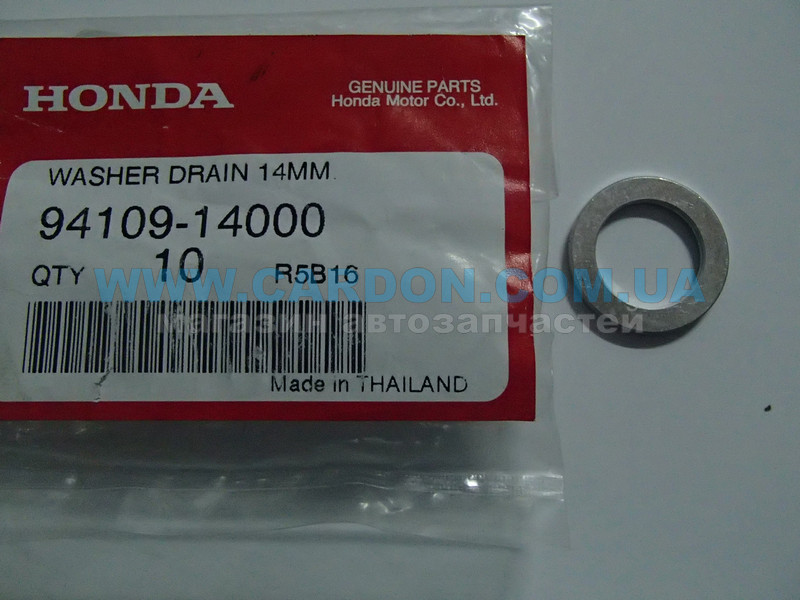 HONDA
GENUINE PARTS
Honda Motor Co., Ltd.
WASHER DRAIN 14MM
94109-14000
QTY 10 R5B16
WWW.CARDON.COM.UA
магазин автозапчастей
Made in THAILAND